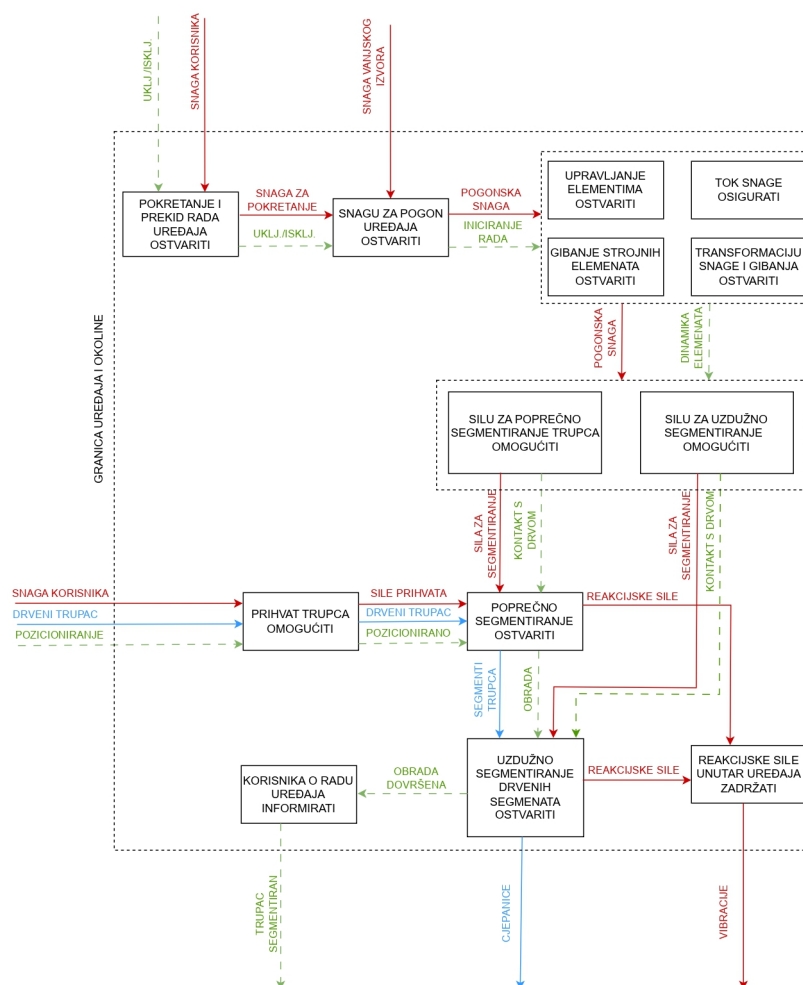 UKLJ./ISKLJ.
SNAGA KORISNIKA
SNAGA VANJSKOG
IZVORA
GRANICA UREĐAJA I OKOLINE
POKRETANJE I
PREKID RADA
UREĐAJA
OSTVARITI
SNAGA ZA
POKRETANJE
UKLJ./ISKLJ.
SNAGU ZA POGON
UREĐAJA
OSTVARITI
POGONSKA
SNAGA
INICIRANJE
RADA
UPRAVLJANJE
ELEMENTIMA
OSTVARITI
TOK SNAGE
OSIGURATI
GIBANJE STROJNIH
ELEMENATA
OSTVARITI
TRANSFORMACIJU
SNAGE I GIBANJA
OSTVARITI
POGONSKA
SNAGA
DINAMIKA
ELEMENATA
SILU ZA POPREČNO
SEGMENTIRANJE TRUPCA
OMOGUĆITI
SILU ZA UZDUŽNO
SEGMENTIRANJE
OMOGUĆITI
SILA ZA
SEGMENTIRANJE
KONTAKT S
DRVOM
SILA ZA
SEGMENTIRANJE
KONTAKT S DRVOM
SNAGA KORISNIKA
DRVENI TRUPAC
POZICIONIRANJE
PRIHVAT TRUPCA
OMOGUĆITI
SILE PRIHVATA
DRVENI TRUPAC
POZICIONIRANO
POPREČNO
SEGMENTIRANJE
OSTVARITI
REAKCIJSKE SILE
SEGMENTI
TRUPCA
OBRADA
KORISNIKA O RADU
UREĐAJA
INFORMIRATI
OBRADA
DOVRŠENA
UZDUŽNO
SEGMENTIRANJE
DRVENIH
SEGMENATA
OSTVARITI
REAKCIJSKE SILE
REAKCIJSKE SILE
UNUTAR UREĐAJA
ZADRŽATI
TRUPAC
SEGMENTIRAN
CJEPANICE
VIBRACIJE